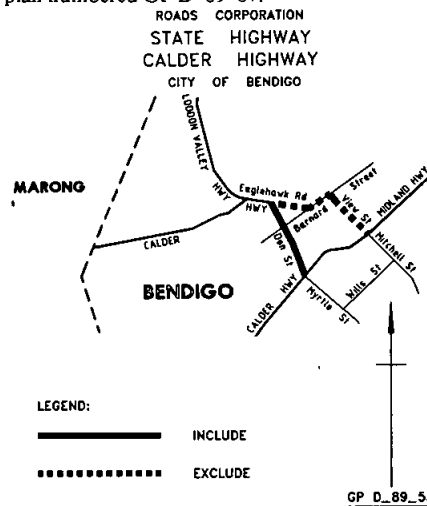 plan numbered GP D
ROADS CORPORATION
STATE HIGHWAY
CALDER HIGHWAY
CITY OF BENDIGO
LODDON VALLEY
HWY
MARONG
Eaglehawk Rd
HWY
Barnard Street
View St
MIDLAND HWY
CALDER
Don St
Mitchell St
BENDIGO
Wills St
Myrtle St
CALDER HWY
LEGEND:
INCLUDE
EXCLUDE
GP D_89_5